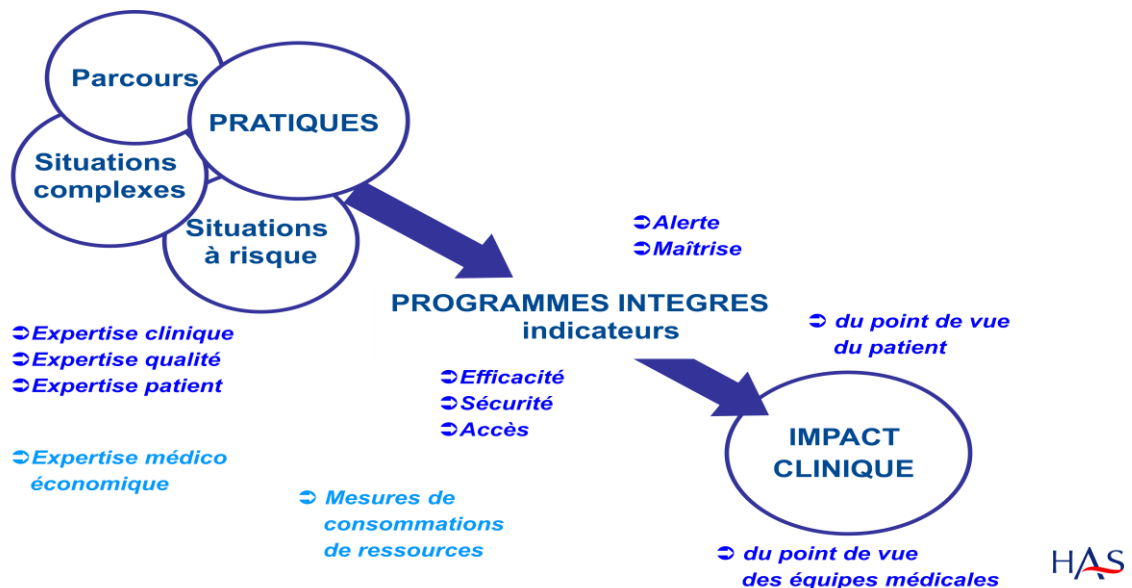 Parcours
PRATIQUES
Situations
complexes
Situations
à risque
➲Alerte
➲Maîtrise
PROGRAMMES INTEGRES
indicateurs
➲Expertise clinique
➲Expertise qualité
➲Expertise patient
➲ du point de vue
du patient
➲Efficacité
➲Sécurité
➲Accès
➲Expertise médico
économique
➲ Mesures de
consommations
de ressources
IMPACT
CLINIQUE
➲ du point de vue
des équipes médicales
HAS